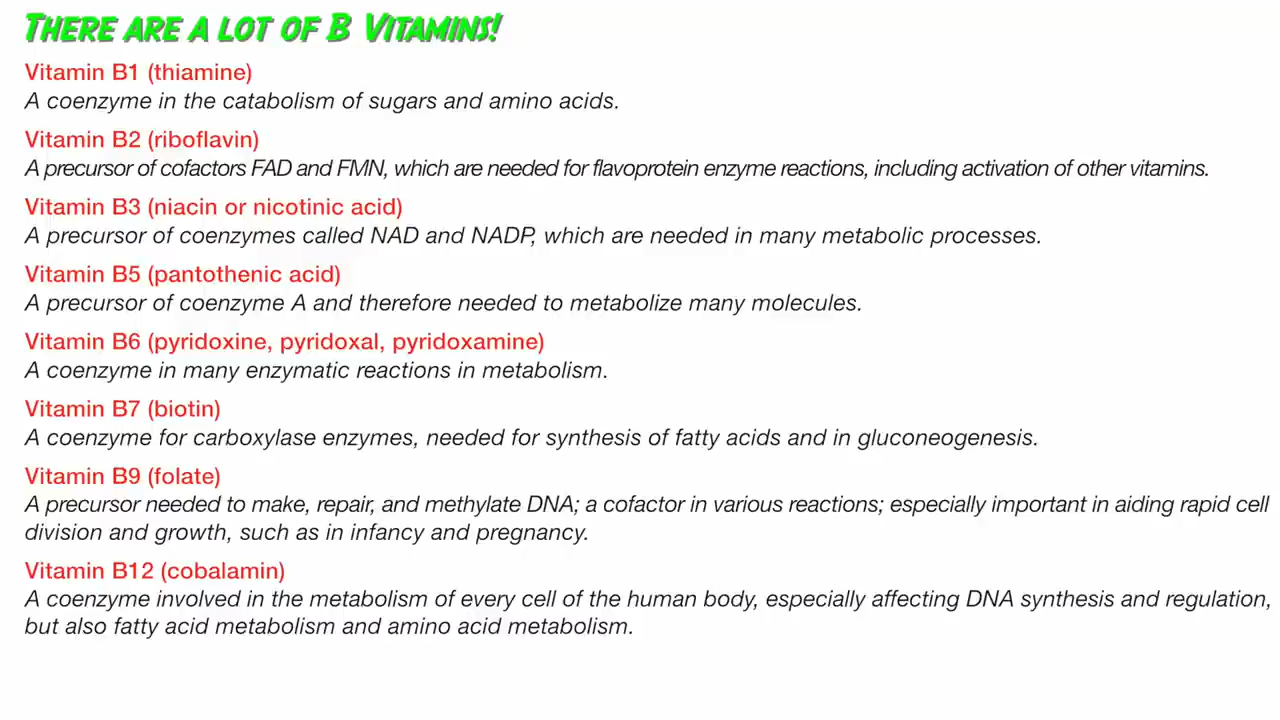 THERE ARE A LOT OF B VITAMINS!
Vitamin B1 (thiamine)
A coenzyme in the catabolism of sugars and amino acids.
Vitamin B2 (riboflavin)
A precursor of cofactors FAD and FMN, which are needed for flavoprotein enzyme reactions, including activation of other vitamins.
Vitamin B3 (niacin or nicotinic acid)
A precursor of coenzymes called NAD and NADP, which are needed in many metabolic processes.
Vitamin B5 (pantothenic acid)
A precursor of coenzyme A and therefore needed to metabolize many molecules.
Vitamin B6 (pyridoxine, pyridoxal, pyridoxamine)
A coenzyme in many enzymatic reactions in metabolism.
Vitamin B7 (biotin)
A coenzyme for carboxylase enzymes, needed for synthesis of fatty acids and in gluconeogenesis.
Vitamin B9 (folate)
A precursor needed to make, repair, and methylate DNA; a cofactor in various reactions; especially important in aiding rapid cell
division and growth, such as in infancy and pregnancy.
Vitamin B12 (cobalamin)
A coenzyme involved in the metabolism of every cell of the human body, especially affecting DNA synthesis and regulation,
but also fatty acid metabolism and amino acid metabolism.